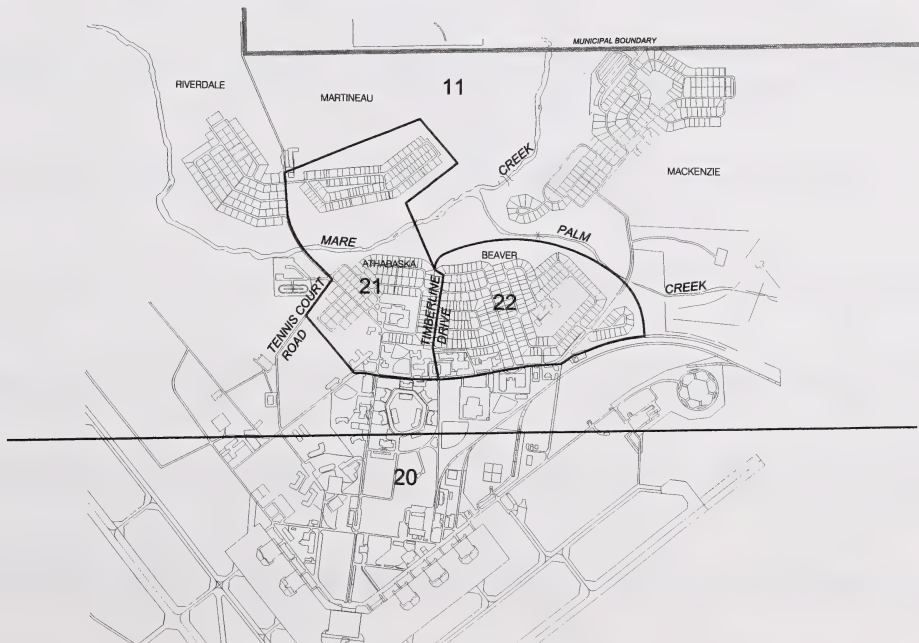 MUNICIPAL BOUNDARY
RIVERDALE
MARTINEAU
11
CREEK
MACKENZIE
MARE
PALM
ATHABASKA
BEAVER
21
22
CREEK
TENNIS COURT
ROAD
TIMBERLINE
DRIVE
20